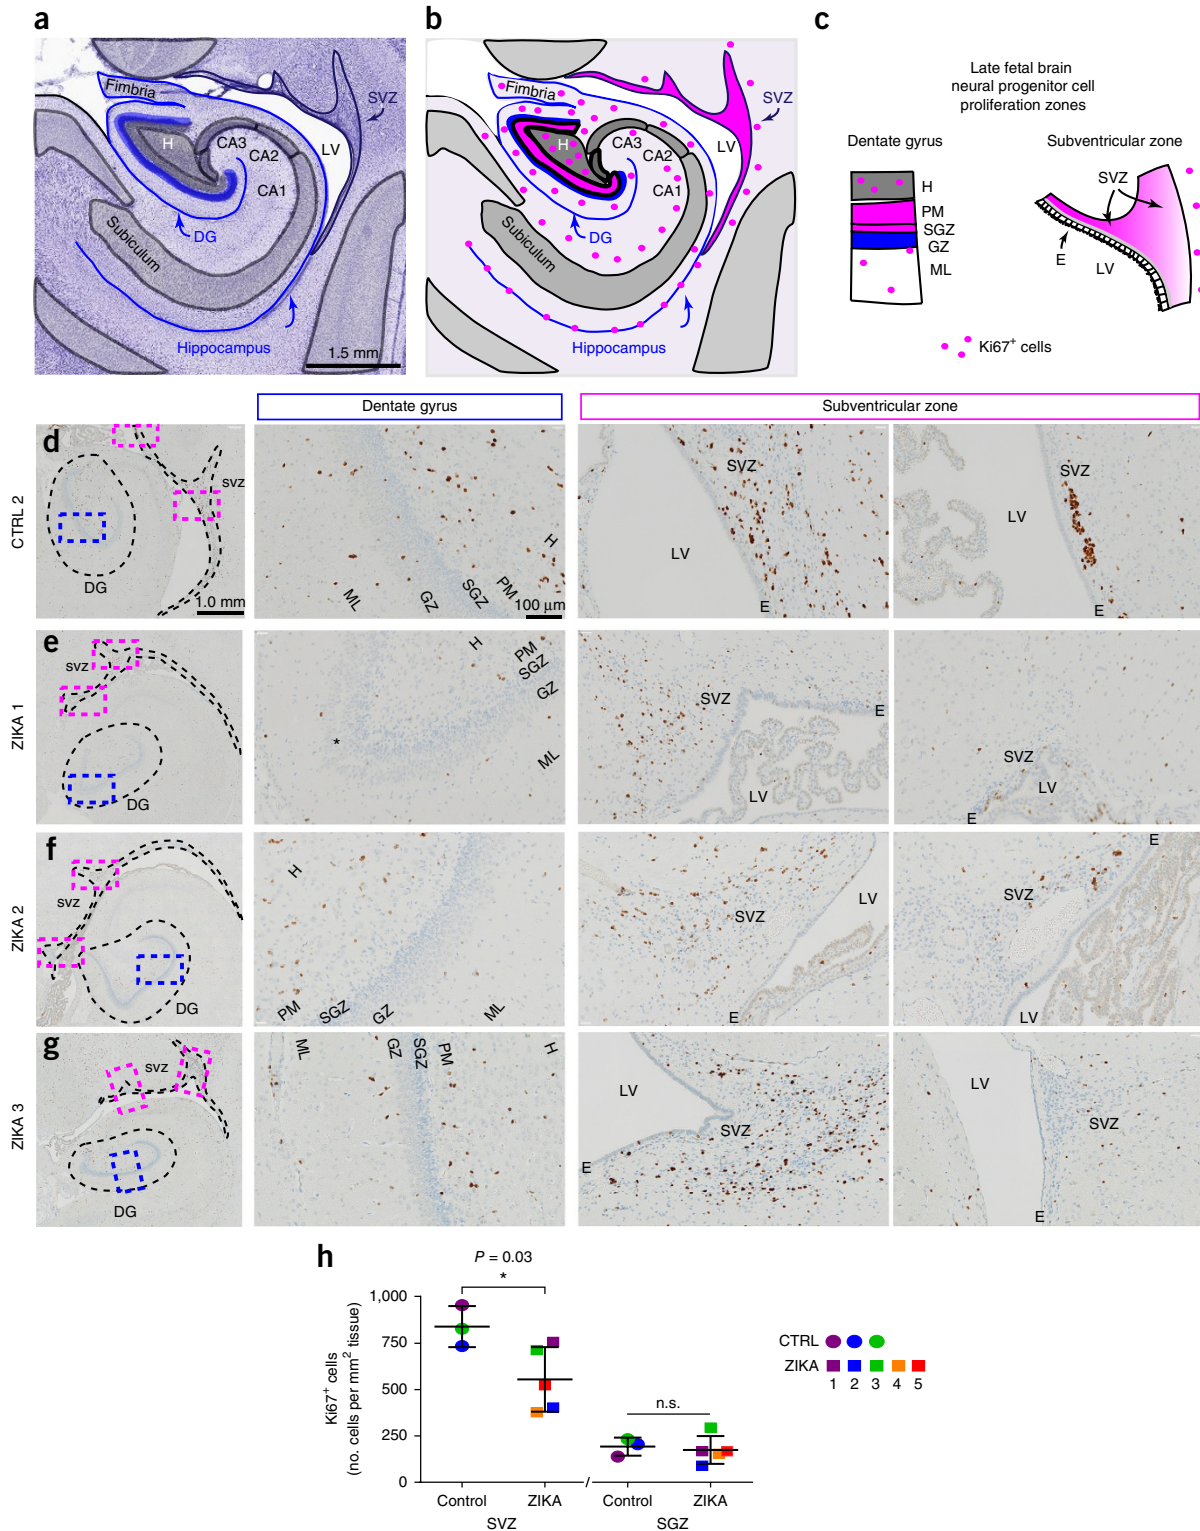 a
Fimbria
SVZ
H
CA3
CA2
LV
CA1
DG
Subiculum
Hippocampus
1.5 mm
b
Fimbria
SVZ
H
CA3
CA2
LV
CA1
DG
Subiculum
Hippocampus
c
Late fetal brain
neural progenitor cell
proliferation zones
Dentate gyrus
Subventricular zone
H
PM
SGZ
GZ
ML
SVZ
E
LV
Ki67⁺ cells
Dentate gyrus
Subventricular zone
d
CTRL 2
svz
DG
1.0 mm
ML
GZ
SGZ
PM
H
100 µm
SVZ
LV
E
SVZ
LV
E
e
ZIKA 1
svz
DG
H
PM
SGZ
GZ
ML
*
SVZ
E
LV
SVZ
LV
E
f
ZIKA 2
svz
DG
H
PM
SGZ
GZ
ML
SVZ
LV
E
E
SVZ
LV
g
ZIKA 3
svz
DG
ML
GZ
SGZ
PM
H
LV
SVZ
E
LV
SVZ
E
h
P = 0.03
*
Ki67⁺ cells
(no. cells per mm² tissue)
1,000
750
500
250
0
n.s.
Control
ZIKA
Control
ZIKA
SVZ
SGZ
CTRL
ZIKA
1 2 3 4 5